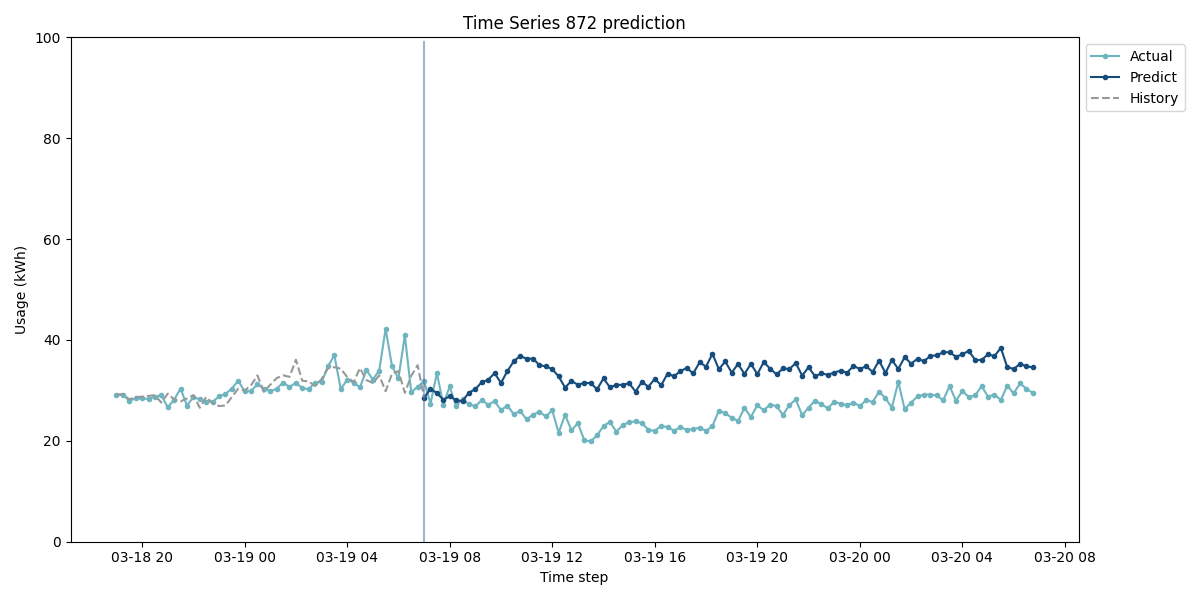 Time Series 872 prediction
100
80
60
40
20
0
Usage (kWh)
03-18 20 03-19 00 03-19 04 03-19 08 03-19 12 03-19 16 03-19 20 03-20 00 03-20 04 03-20 08
Time step
Actual
Predict
History